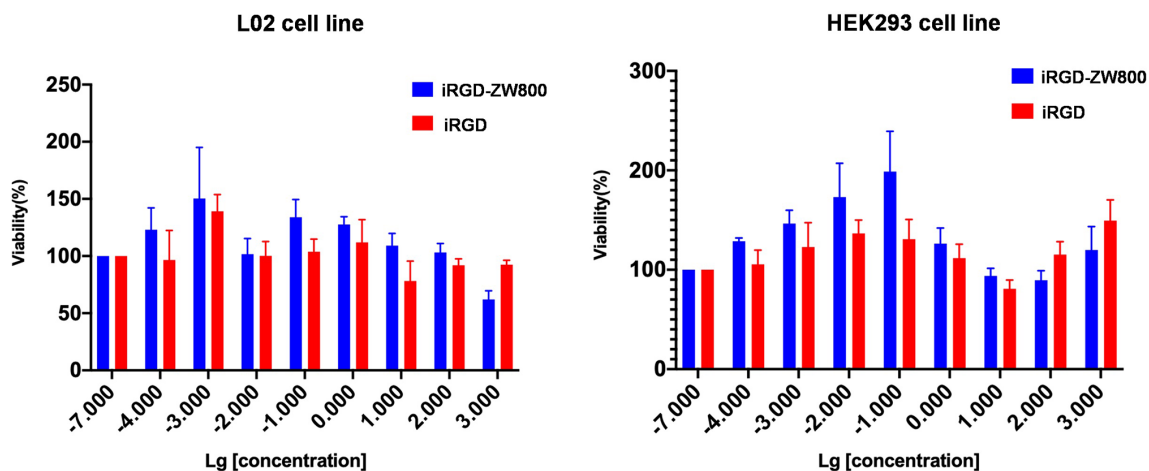 L02 cell line
iRGD-ZW800
iRGD
Viability(%)
250
200
150
100
50
0
-7.000
-4.000
-3.000
-2.000
-1.000
0.000
1.000
2.000
3.000
Lg [concentration]
HEK293 cell line
iRGD-ZW800
iRGD
Viability(%)
300
200
100
0
-7.000
-4.000
-3.000
-2.000
-1.000
0.000
1.000
2.000
3.000
Lg [concentration]